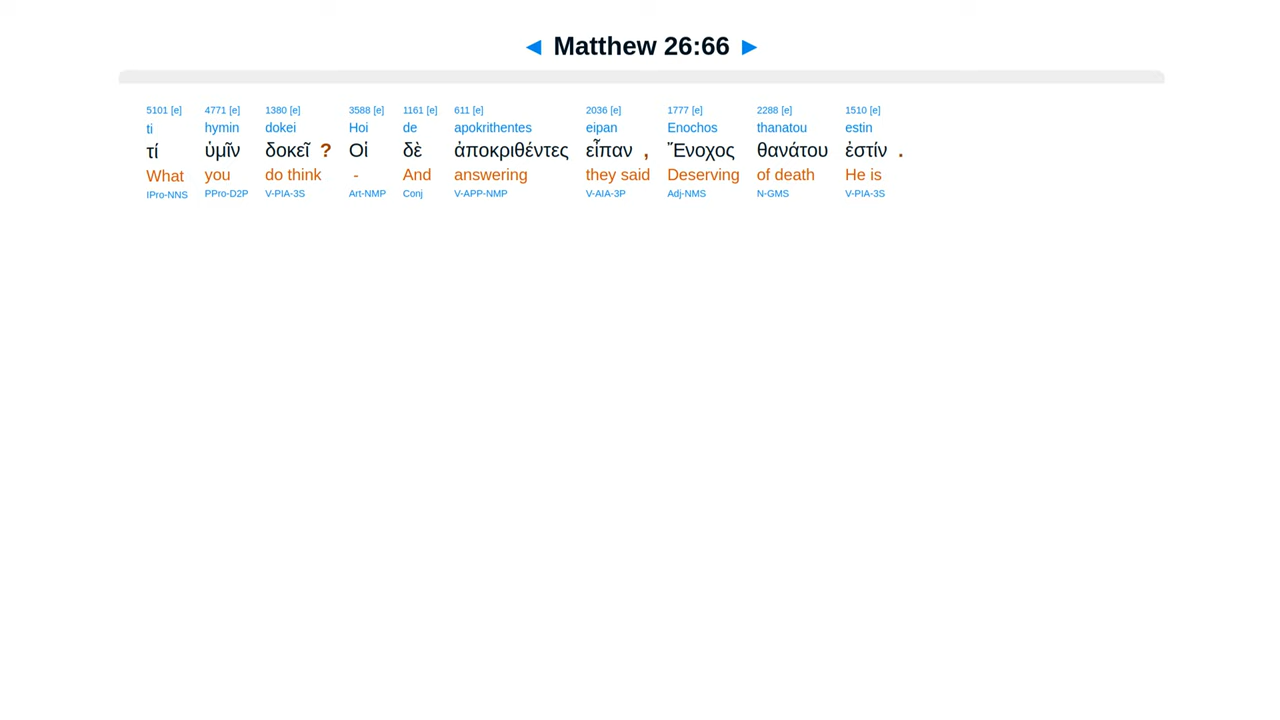 ◄ Matthew 26:66 ►
5101 [e] 4771 [e] 1380 [e] 3588 [e] 1161 [e] 611 [e] 2036 [e] 1777 [e] 2288 [e] 1510 [e]
ti hymin dokei Hoi de apokrithentes eipan Enochos thanatou estin
τί ὑμῖν δοκεῖ ? Οἱ δὲ ἀποκριθέντες εἶπαν , Ἔνοχος θανάτου ἐστίν .
What you do think - And answering they said Deserving of death He is
IPro-NNS PPro-D2P V-PIA-3S Art-NMP Conj V-APP-NMP V-AIA-3P Adj-NMS N-GMS V-PIA-3S